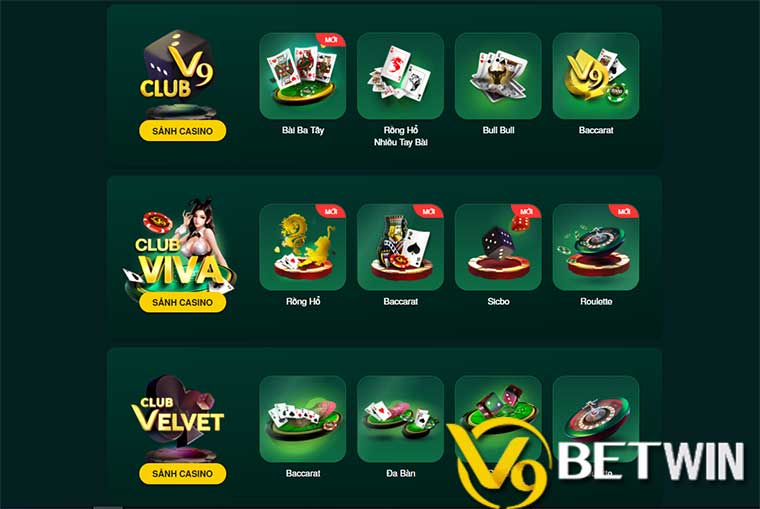 V9
CLUB
SẢNH CASINO
MỚI
Bài Ba Tây
Rồng Hổ
Nhiều Tay Bài
Bull Bull
V9
Baccarat
CLUB
VIVA
SẢNH CASINO
Rồng Hổ
MỚI
Baccarat
MỚI
Sicbo
MỚI
Roulette
MỚI
CLUB
VELVET
SẢNH CASINO
Baccarat
Đa Bàn
V9 BETWIN